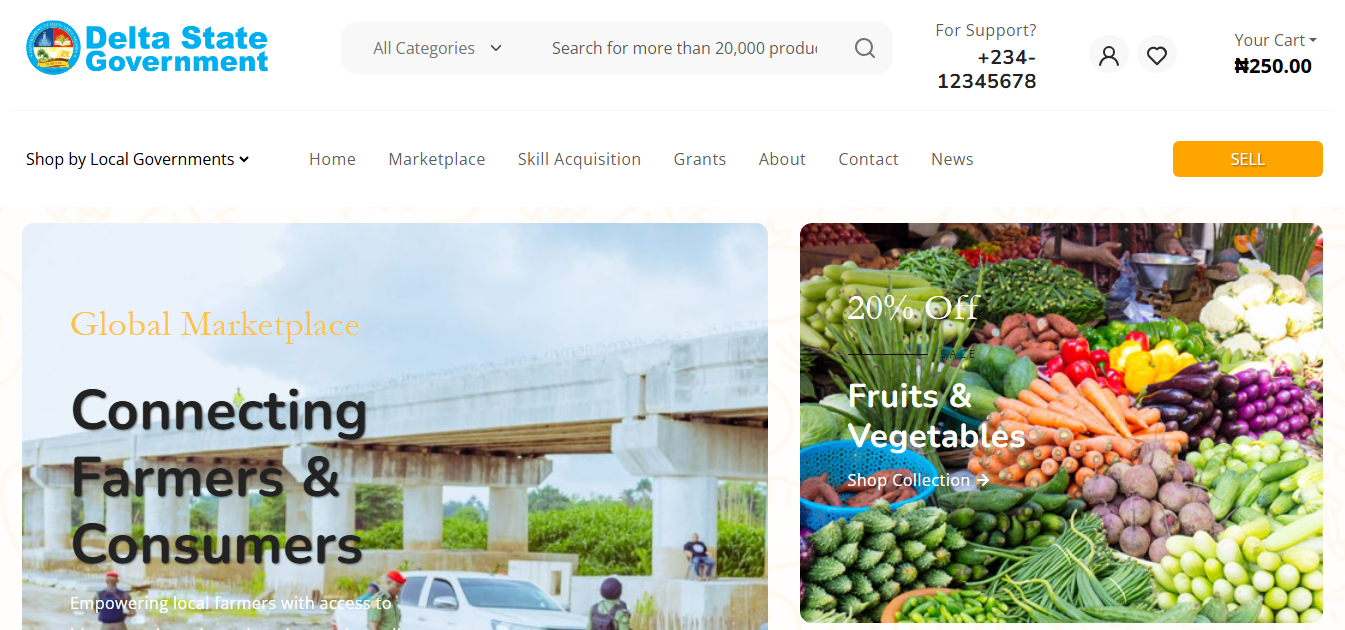 Delta State
Government
All Categories
Search for more than 20,000 produ
For Support?
+234-
12345678
Your Cart
₦250.00
Shop by Local Governments
Home
Marketplace
Skill Acquisition
Grants
About
Contact
News
SELL
Global Marketplace
Connecting
Farmers &
Consumers
Empowering local farmers with access to
20% Off
SALE
Fruits &
Vegetables
Shop Collection →